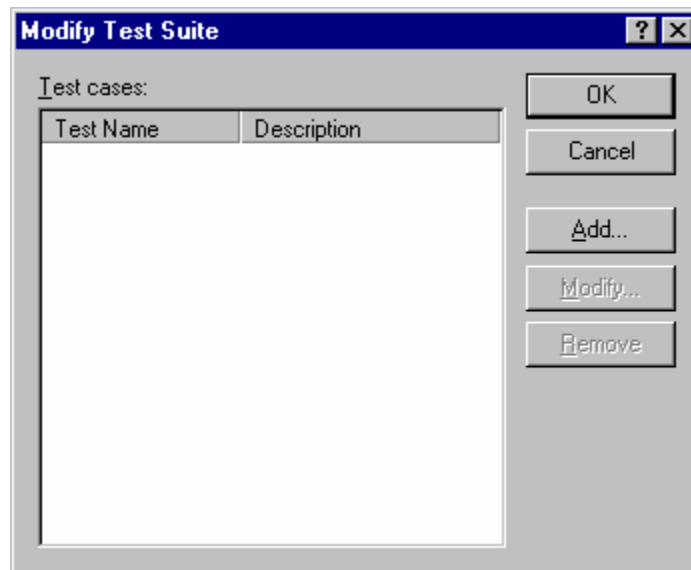 Modify Test Suite
Test cases:
Test Name Description
OK
Cancel
Add...
Modify...
Remove